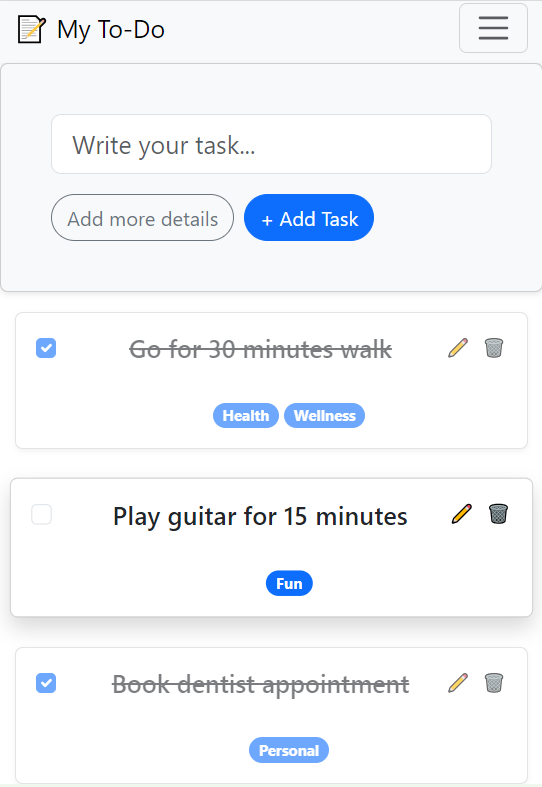 My To-Do
Write your task...
Add more details
+ Add Task
Go for 30 minutes walk
Health Wellness
Play guitar for 15 minutes
Fun
Book dentist appointment
Personal